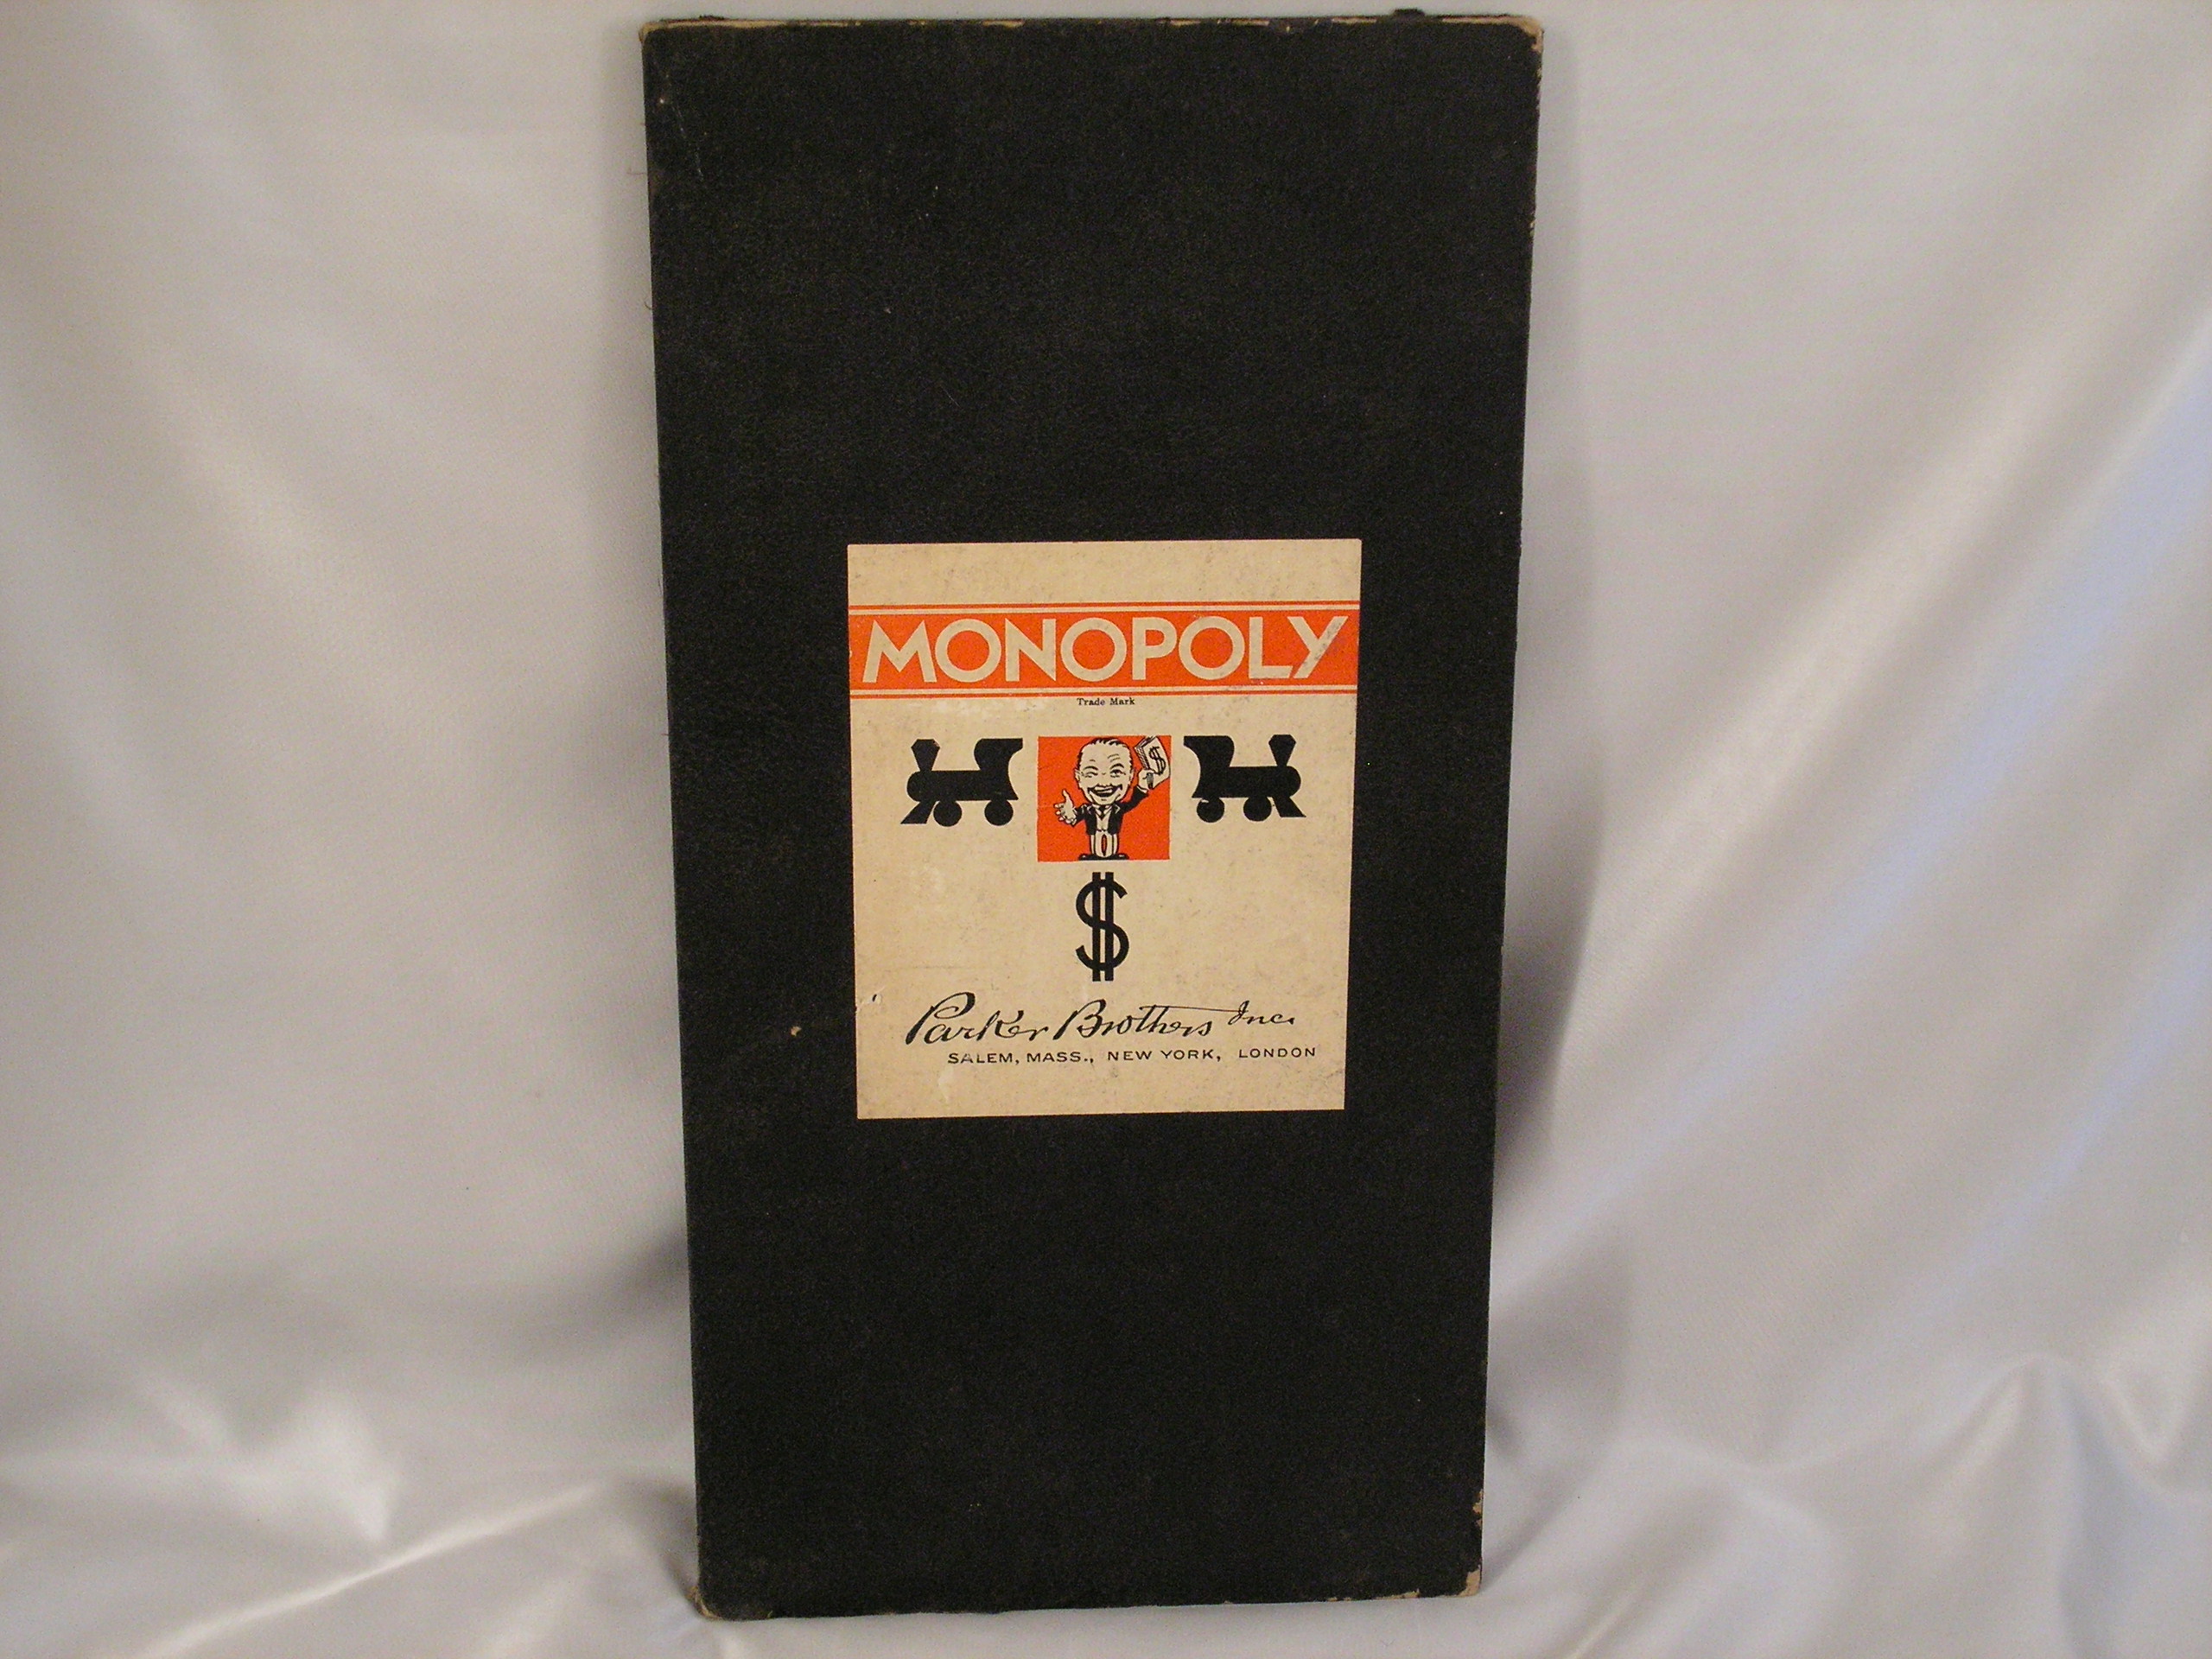 MONOPOLY
Trade Mark
$
$
Parker Brothers Inc.
SALEM, MASS., NEW YORK, LONDON